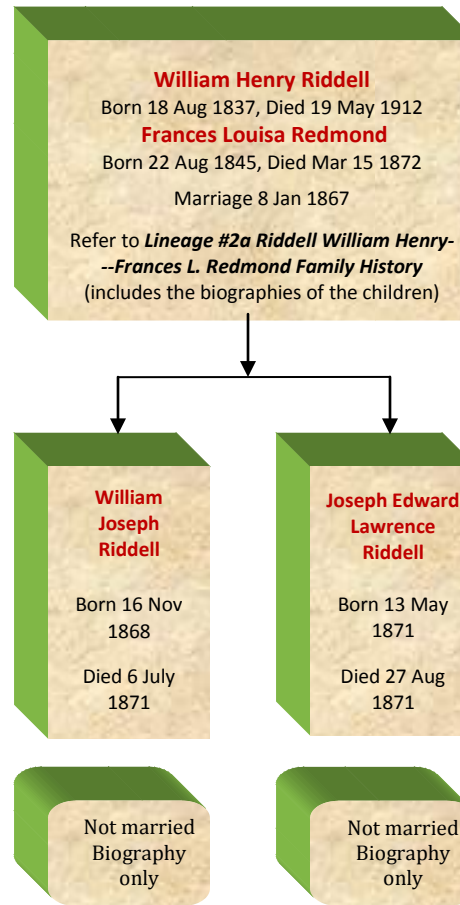 William Henry Riddell
Born 18 Aug 1837, Died 19 May 1912
Frances Louisa Redmond
Born 22 Aug 1845, Died Mar 15 1872
Marriage 8 Jan 1867
Refer to Lineage #2a Riddell William Henry-
--Frances L. Redmond Family History
(includes the biographies of the children)
William
Joseph
Riddell
Born 16 Nov
1868
Died 6 July
1871
Joseph Edward
Lawrence
Riddell
Born 13 May
1871
Died 27 Aug
1871
Not married
Biography
only
Not married
Biography
only